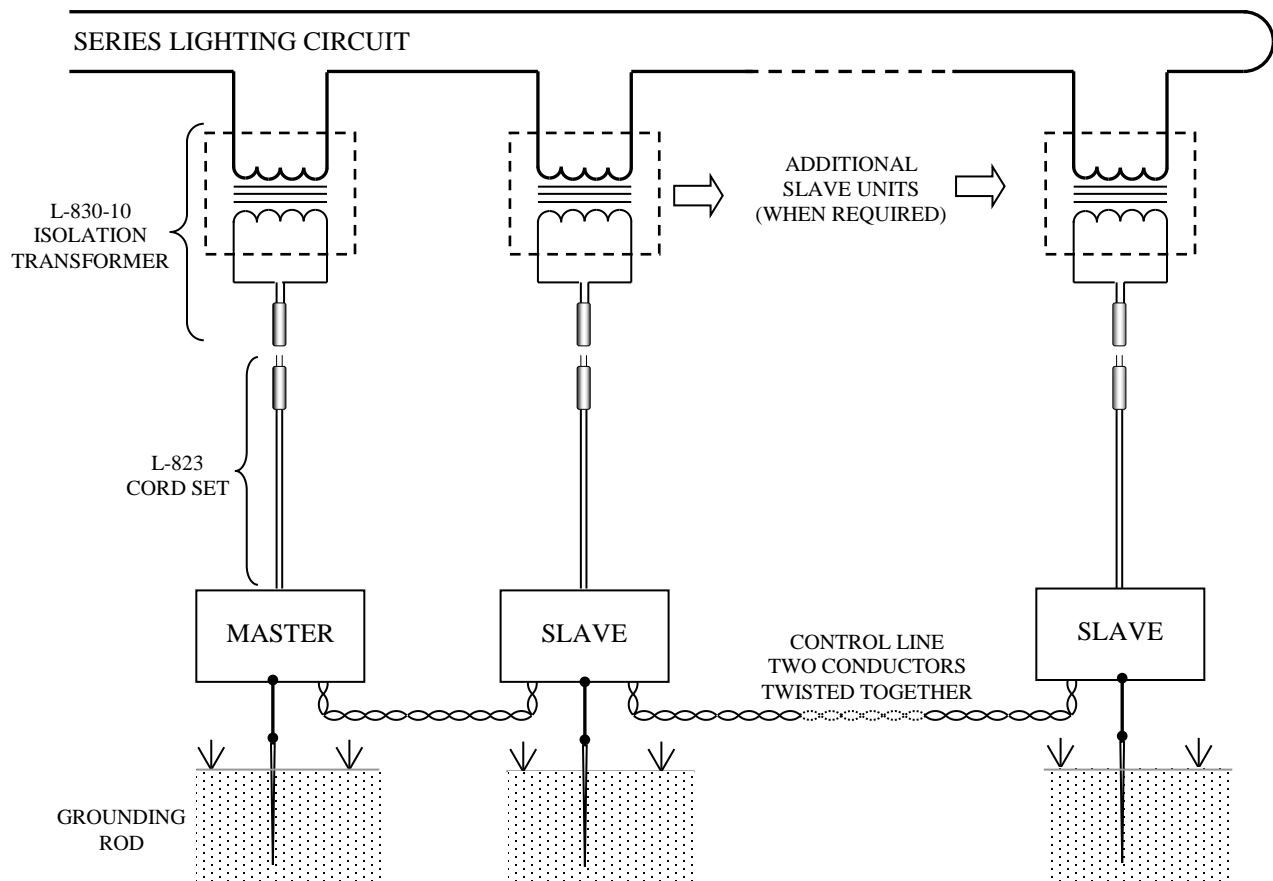 SERIES LIGHTING CIRCUIT
L-830-10
ISOLATION
TRANSFORMER
ADDITIONAL
SLAVE UNITS
(WHEN REQUIRED)
L-823
CORD SET
MASTER
SLAVE
CONTROL LINE
TWO CONDUCTORS
TWISTED TOGETHER
SLAVE
GROUNDING
ROD